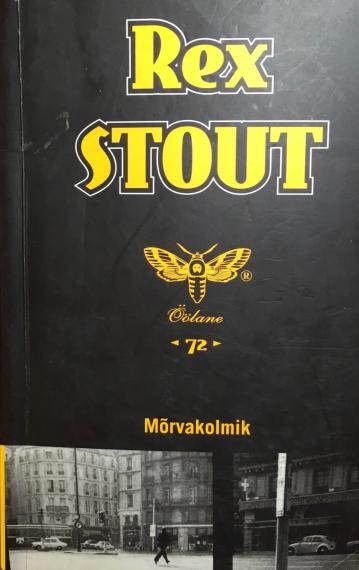 Rex
STOUT
®
Öölane
72
Mõrvakolmik